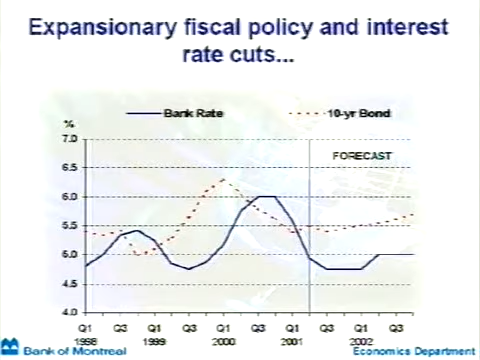 Expansionary fiscal policy and interest
rate cuts...
Bank Rate 10-yr Bond
%
7.0
FORECAST
6.5
6.0
5.5
5.0
4.5
4.0
Q1 Q3 Q1 Q3 Q1 Q3 Q1 Q3 Q1 Q3
1998 1999 2000 2001 2002
Bank of Montreal Economics Department